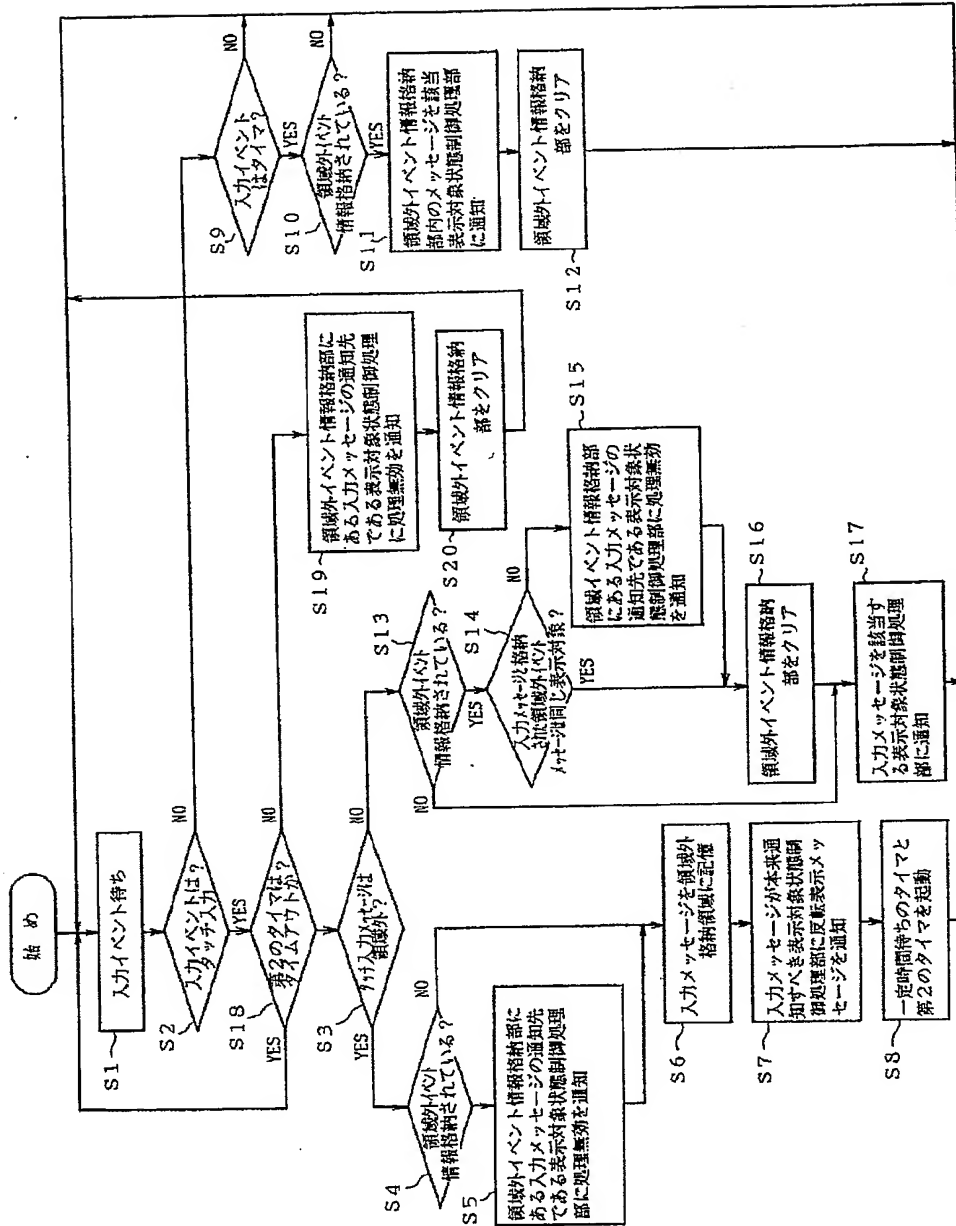 始め
S1
入力イベント待ち
S2
入力イベントは?
タッチ入力
NO
YES
S18
第2のタイマは?
タイムアウトか
NO
YES
S3
タッチ入力メッセージは
領域外?
NO
YES
S4
領域外イベント
情報格納されている?
NO
S5
領域外イベント情報格納部に
ある入力メッセージの通知先
である表示対象状態制御処理
部に処理無効を通知
S6
入力メッセージを領域外
格納領域に記憶
S7
入力メッセージが本来通
知すべき表示対象状態制
御処理部に反転表示メッ
セージを通知
S8
一定時間待ちのタイマと
第2のタイマを起動
S9
入力イベント
はタイマ?
NO
YES
S10
領域外イベント
情報格納されている?
NO
YES
S11
領域外イベント情報格納
部内のメッセージを該当
表示対象状態制御処理部
に通知
S12
領域外イベント情報格納
部をクリア
S19
領域外イベント情報格納部に
ある入力メッセージの通知先
である表示対象状態制御処理
に処理無効を通知
S20
領域外イベント情報格納
部をクリア
S13
領域外イベント
情報格納されている?
NO
YES
S14
入力メッセージと格納
された領域外イベント
メッセージは同じ表示対象?
NO
YES
S15
領域イベント情報格納部
にある入力メッセージの
通知先である表示対象状
態制御処理部に処理無効
を通知
S16
領域外イベント情報格納
部をクリア
S17
入力メッセージを該当す
る表示対象状態制御処理
部に通知